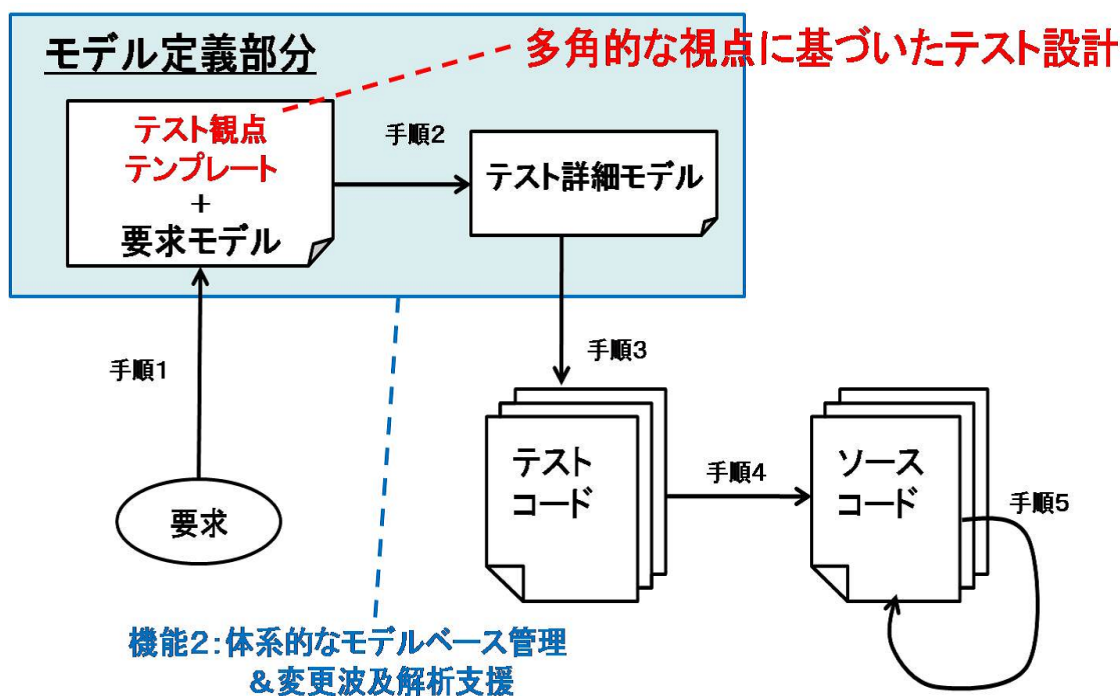 モデル定義部分
多角的な視点に基づいたテスト設計
テスト観点
テンプレート
+
要求モデル
手順2
テスト詳細モデル
手順1
手順3
要求
テスト
コード
手順4
ソース
コード
手順5
機能2:体系的なモデルベース管理
&変更波及解析支援